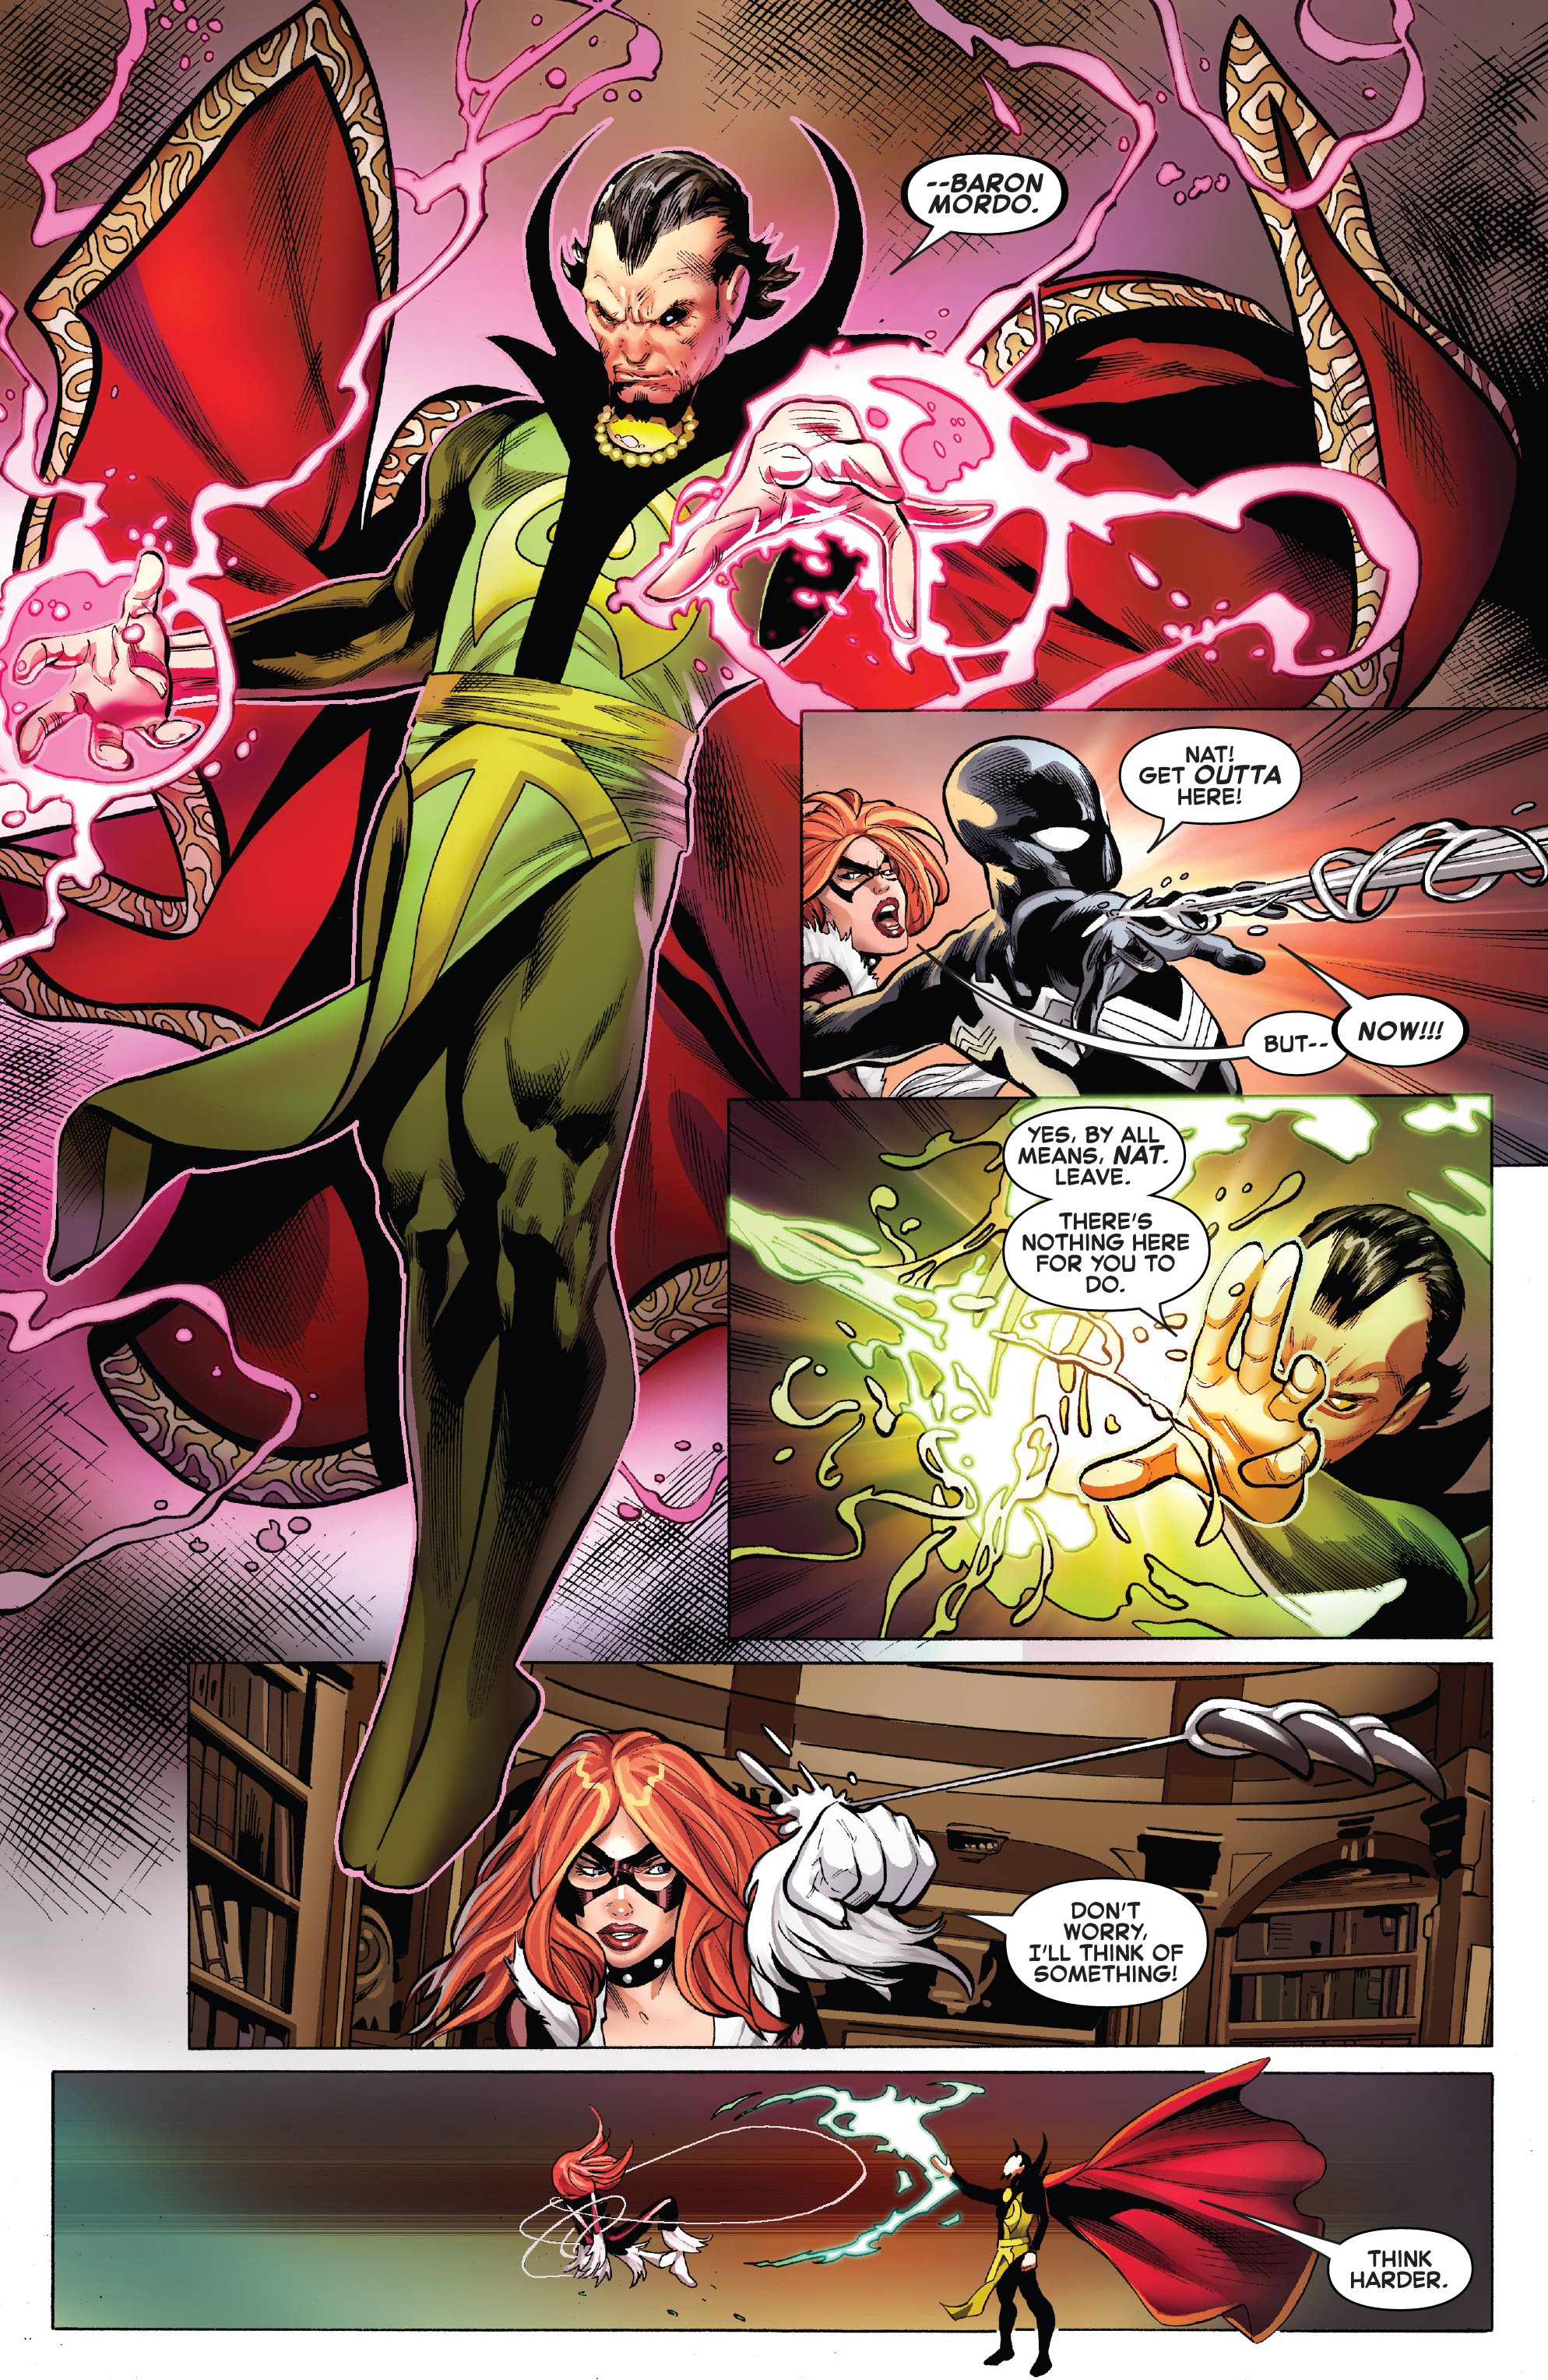 --BARON
MORDO.
NAT!
GET OUTTA
HERE!
BUT--
NOW!!!
YES, BY ALL
MEANS, NAT.
LEAVE.
THERE'S
NOTHING HERE
FOR YOU TO
DO.
DON'T
WORRY,
I'LL THINK OF
SOMETHING!
THINK
HARDER.